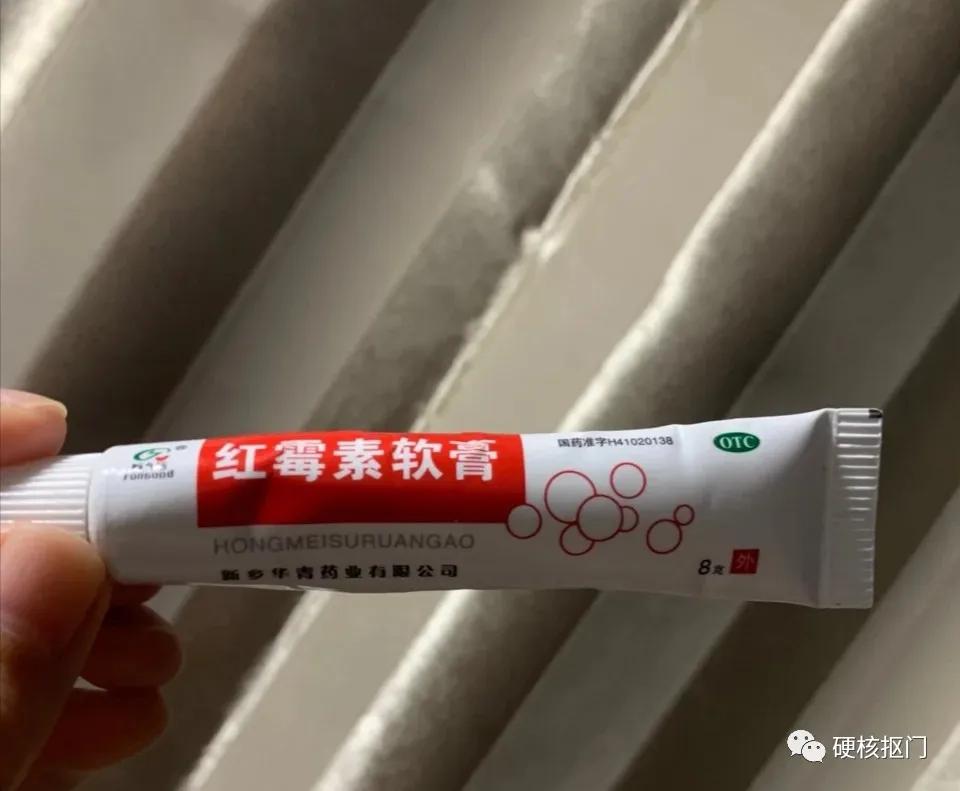 红霉素软膏
国药准字H41020138
OTC
HONGMEISURUANGAO
新乡华青药业有限公司
8克
外
硬核抠门